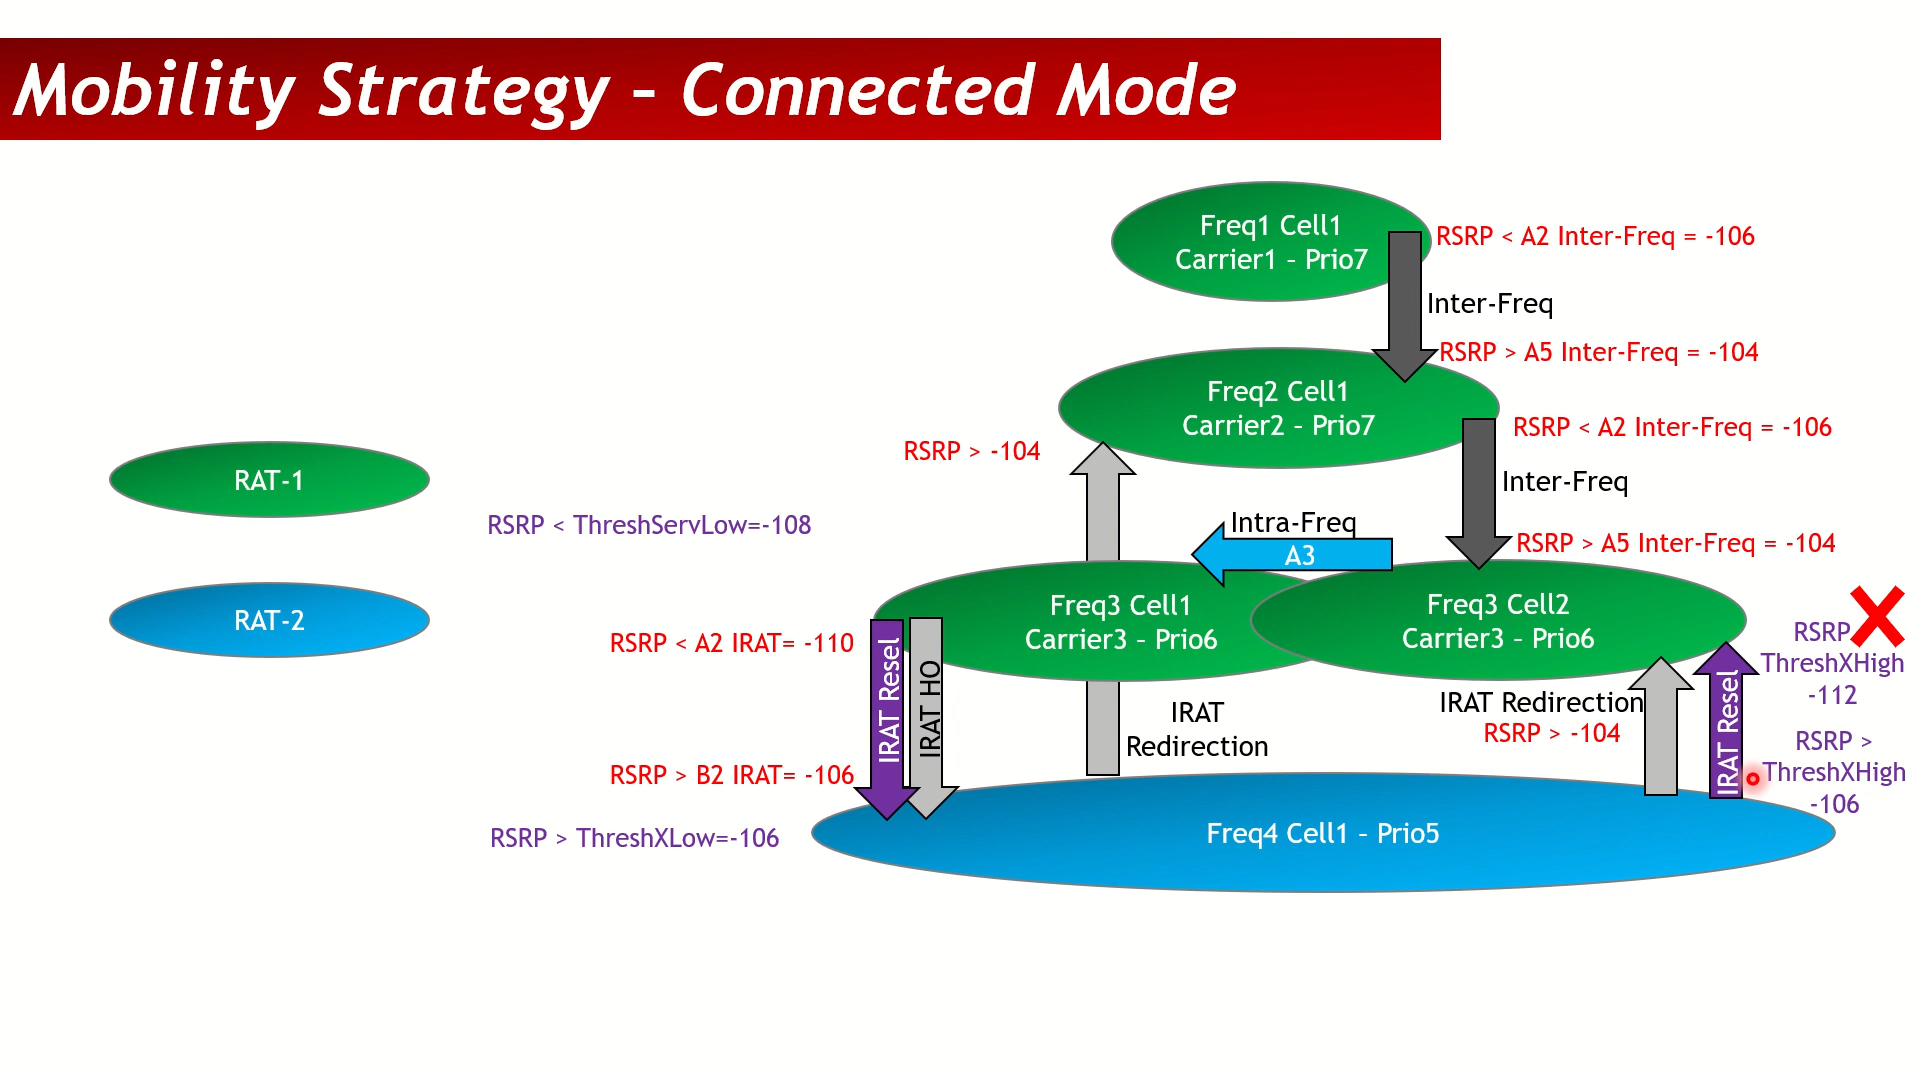 Mobility Strategy – Connected Mode
Freq1 Cell1
Carrier1 – Prio7
RSRP < A2 Inter-Freq = -106
Inter-Freq
RSRP > A5 Inter-Freq = -104
Freq2 Cell1
Carrier2 – Prio7
RSRP < A2 Inter-Freq = -106
RSRP > -104
Inter-Freq
RAT-1
RSRP < ThreshServLow=-108
Intra-Freq
A3
RSRP > A5 Inter-Freq = -104
Freq3 Cell1
Carrier3 – Prio6
Freq3 Cell2
Carrier3 – Prio6
RAT-2
RSRP < A2 IRAT= -110
IRAT Resel
IRAT HO
RSRP
ThreshXHigh
-112
IRAT
Redirection
IRAT Redirection
RSRP > -104
IRAT Resel
RSRP >
ThreshXHigh
-106
RSRP > B2 IRAT= -106
RSRP > ThreshXLow=-106
Freq4 Cell1 – Prio5